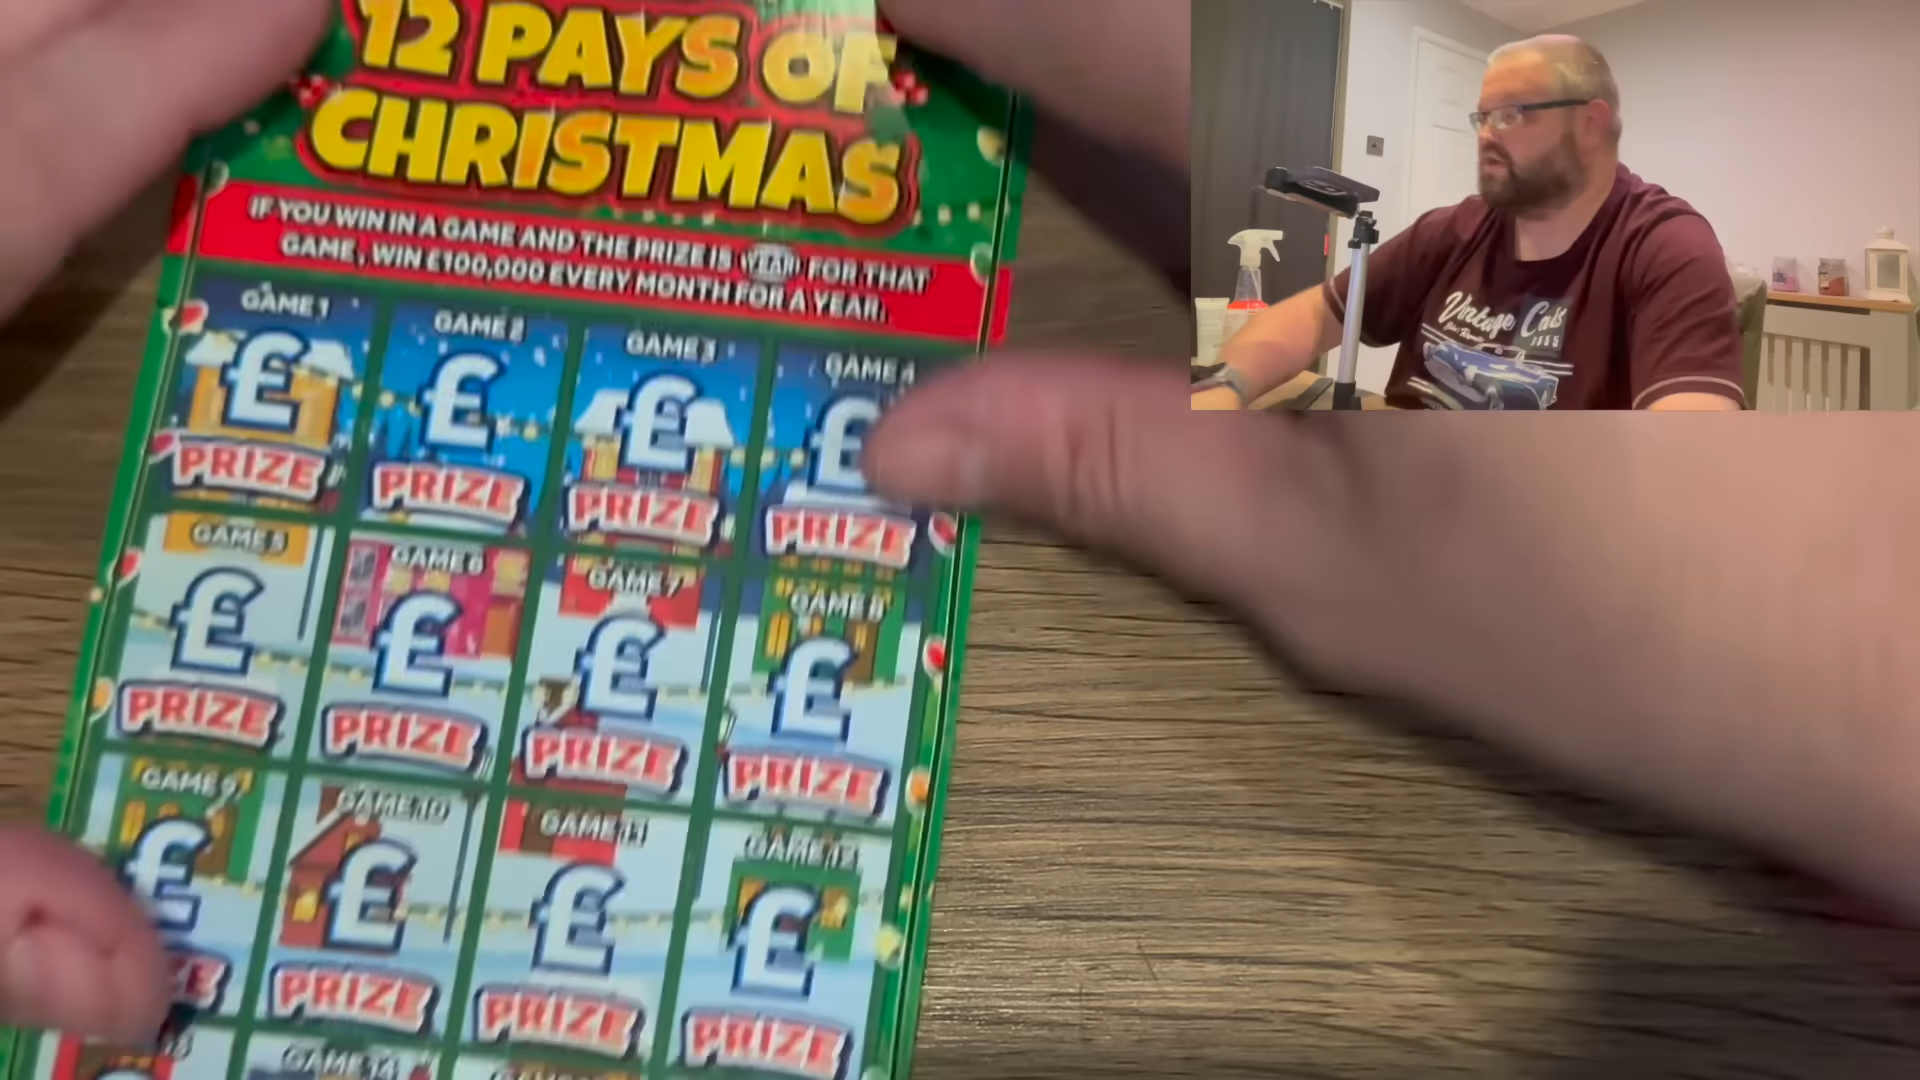 12 PAYS OF
CHRISTMAS
IF YOU WIN IN A GAME AND THE PRIZE IS YEAR FOR THAT
GAME, WIN £100,000 EVERY MONTH FOR A YEAR.
GAME 1 GAME 2 GAME 3 GAME 4
£ £ £ £
PRIZE PRIZE PRIZE PRIZE
GAME 5 GAME 6 GAME 7 GAME 8
£ £ £ £
PRIZE PRIZE PRIZE PRIZE
GAME 9 GAME 10 GAME 11 GAME 12
£ £ £ £
PRIZE PRIZE PRIZE
GAME 14
Vintage Cars